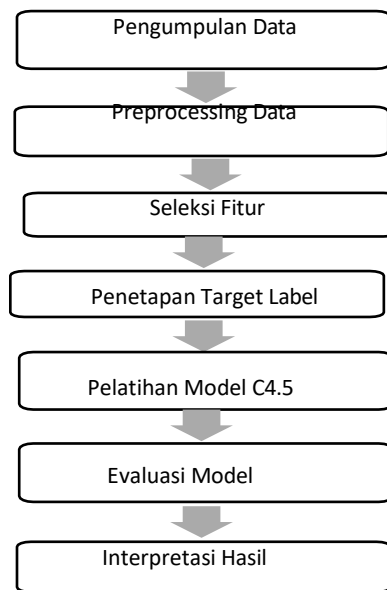 Pengumpulan Data
Preprocessing Data
Seleksi Fitur
Penetapan Target Label
Pelatihan Model C4.5
Evaluasi Model
Interpretasi Hasil